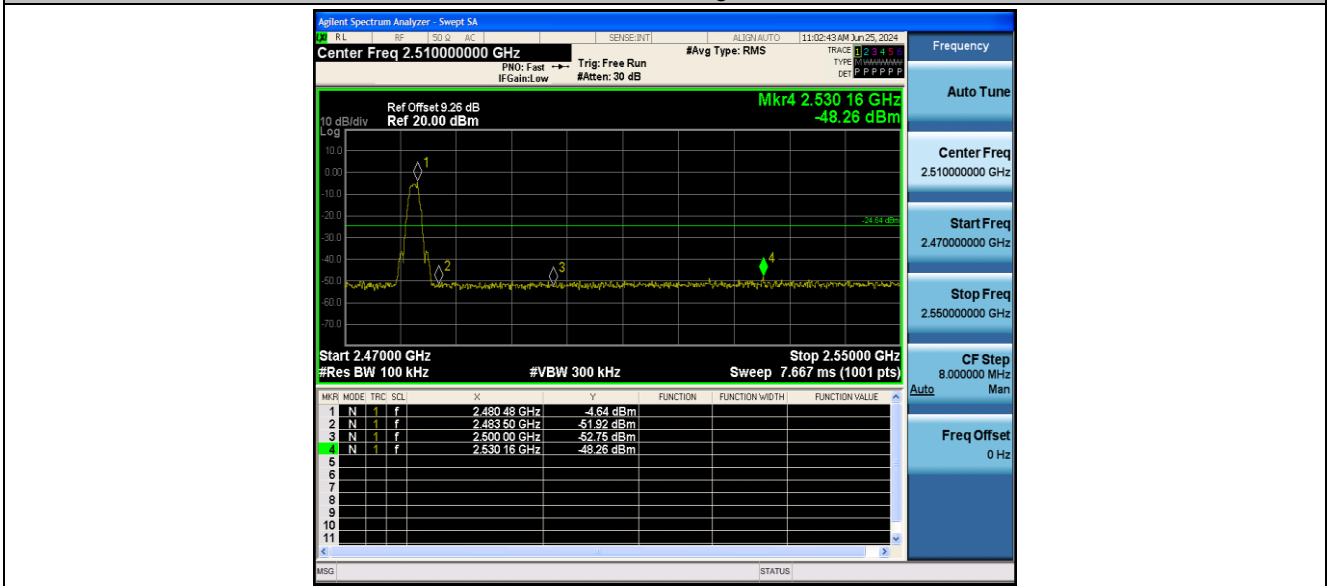 Agilent Spectrum Analyzer - Swept SA
RL RF 50 Ω AC SENSE:INT ALIGN AUTO 11:02:43 AM Jun 25, 2024
Center Freq 2.510000000 GHz
PNO: Fast
IFGain:Low
Trig: Free Run
#Atten: 30 dB
#Avg Type: RMS
TRACE 1 2 3 4 5 6
TYPE M WWWWW
DET P P P P P P
Mkr4 2.530 16 GHz
-48.26 dBm
Ref Offset 9.26 dB
10 dB/div Ref 20.00 dBm
Log
10.0
0.00
-10.0
-20.0
-30.0
-40.0
-50.0
-60.0
-70.0
1
2
3
4
-24.64 dBm
Start 2.47000 GHz Stop 2.55000 GHz
#Res BW 100 kHz #VBW 300 kHz Sweep 7.667 ms (1001 pts)
MKR MODE TRC SCL X Y FUNCTION FUNCTION WIDTH FUNCTION VALUE
1 N 1 f 2.480 48 GHz -4.64 dBm
2 N 1 f 2.483 50 GHz -51.92 dBm
3 N 1 f 2.500 00 GHz -52.75 dBm
4 N 1 f 2.530 16 GHz -48.26 dBm
5
6
7
8
9
10
11
MSG STATUS
Frequency
Auto Tune
Center Freq
2.510000000 GHz
Start Freq
2.470000000 GHz
Stop Freq
2.550000000 GHz
CF Step
8.000000 MHz
Auto Man
Freq Offset
0 Hz